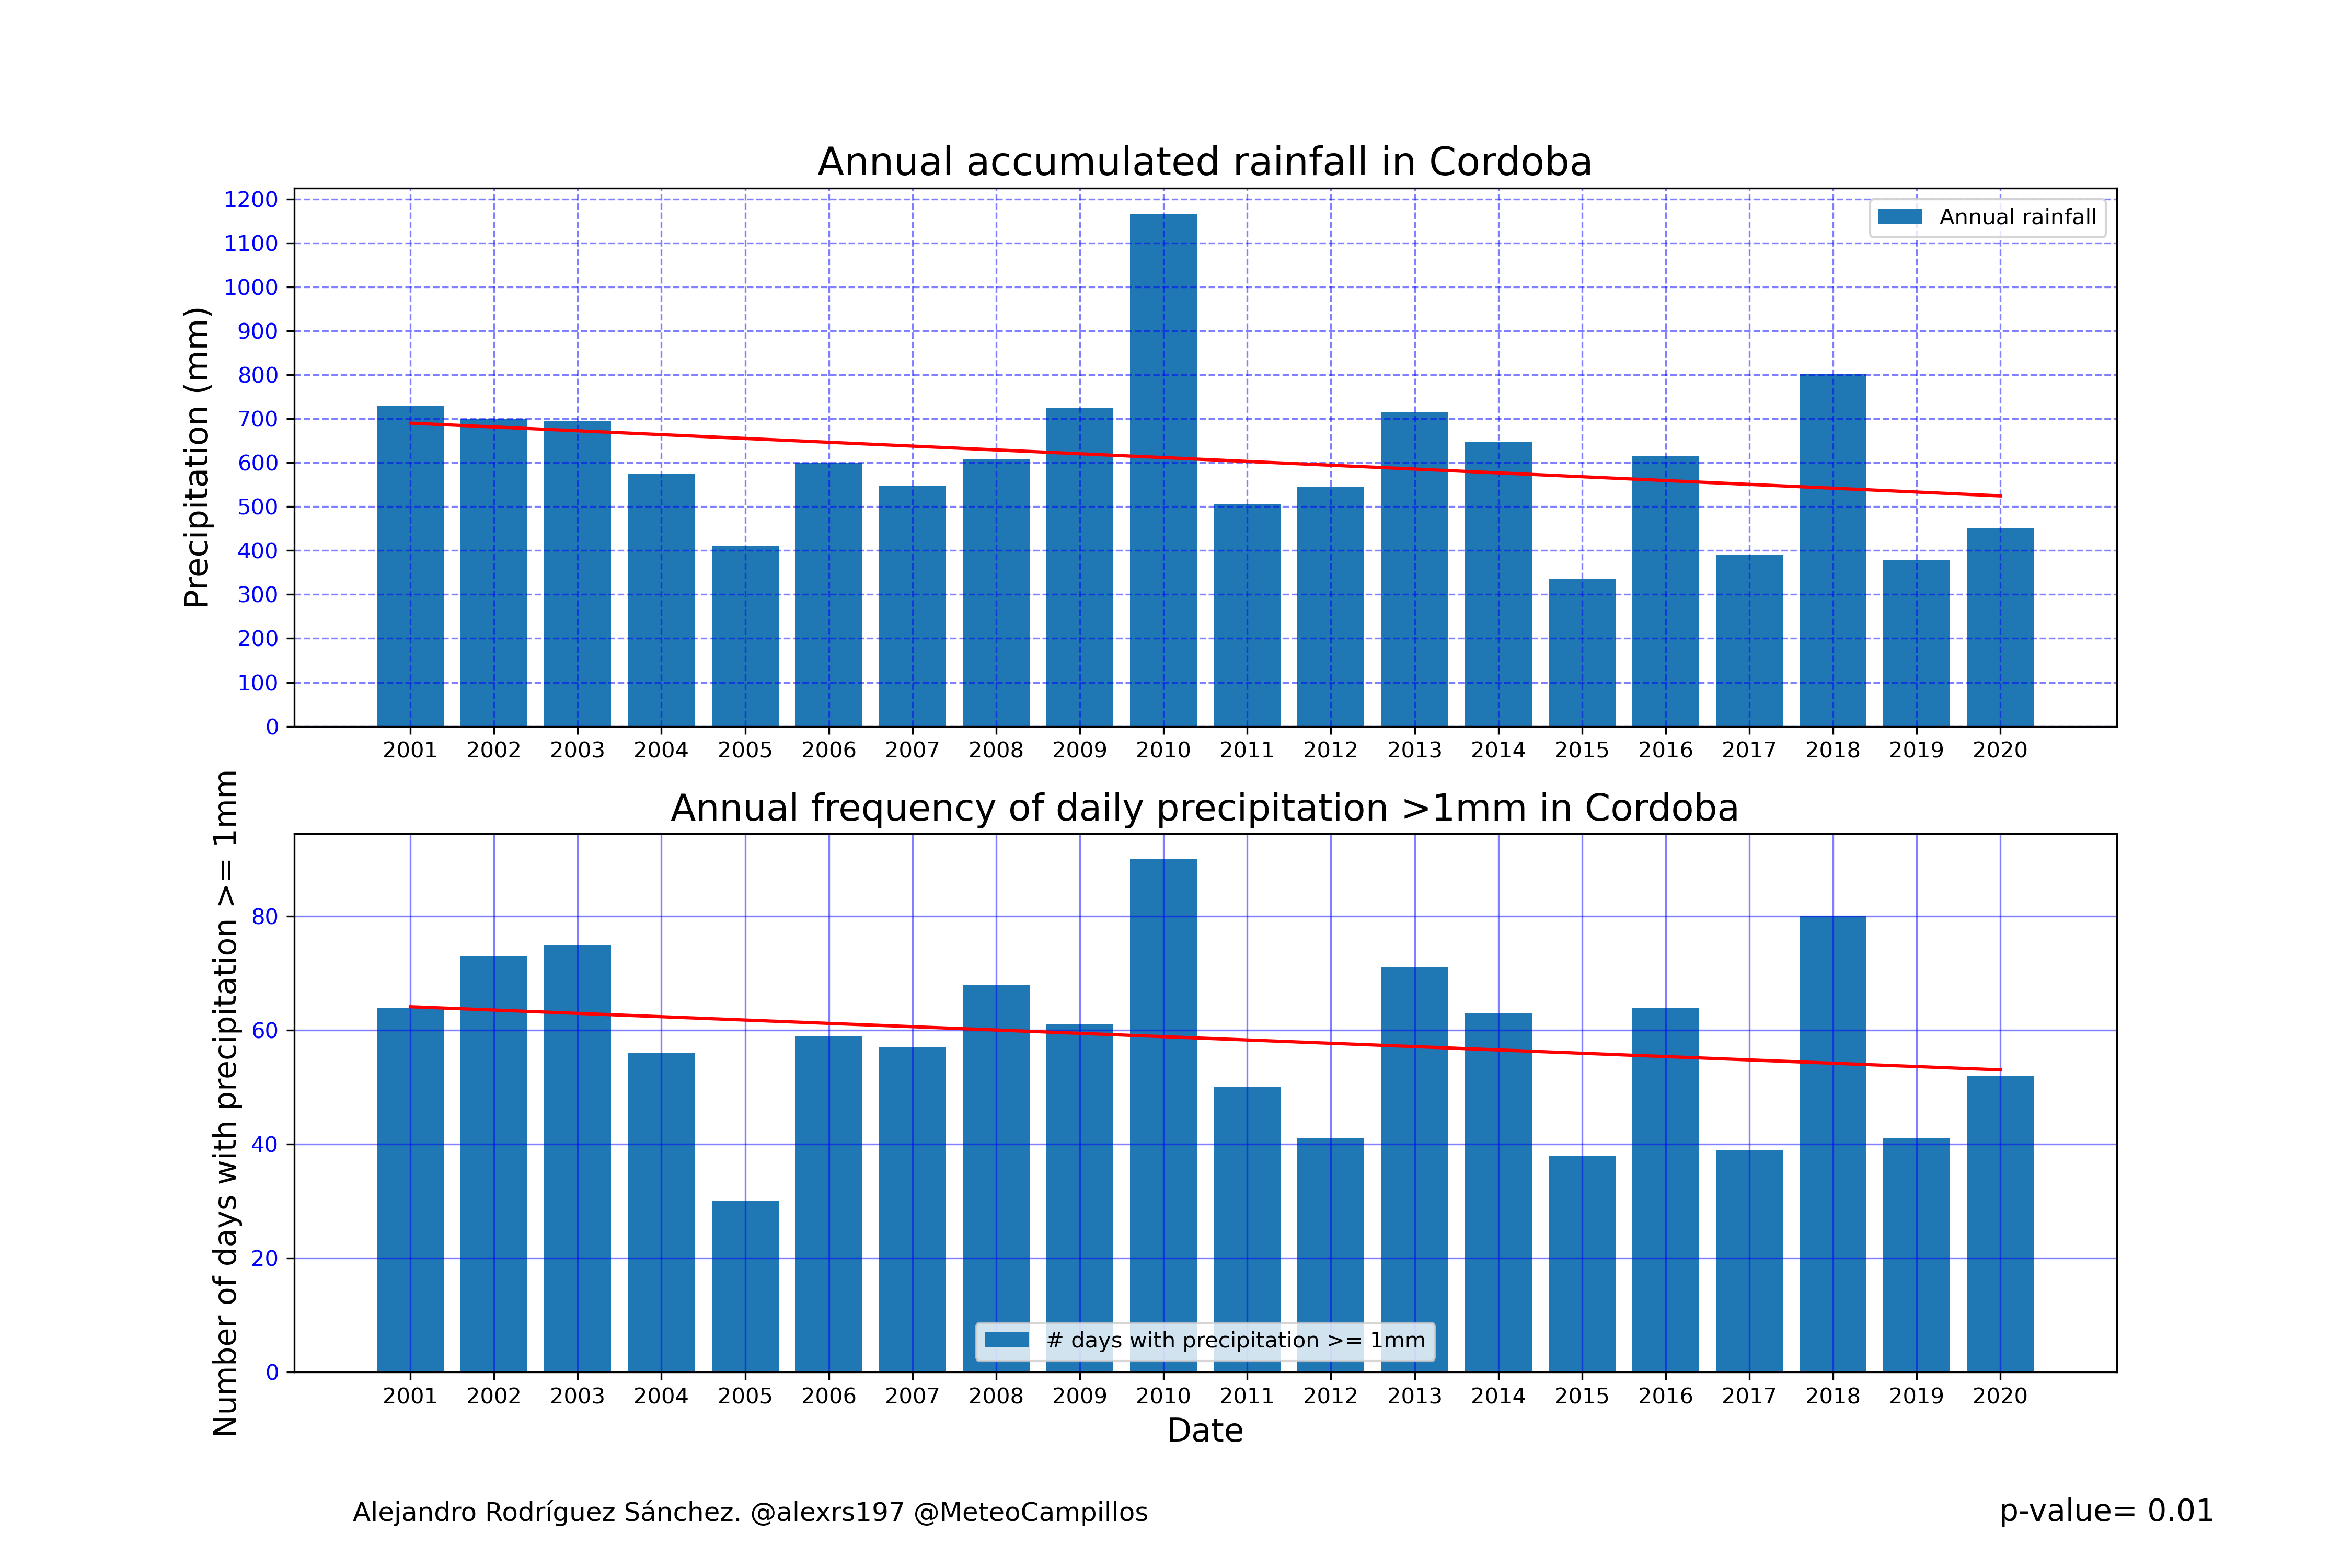 Annual accumulated rainfall in Cordoba
Precipitation (mm)
1200
1100
1000
900
800
700
600
500
400
300
200
100
0
Annual rainfall
2001 2002 2003 2004 2005 2006 2007 2008 2009 2010 2011 2012 2013 2014 2015 2016 2017 2018 2019 2020
Annual frequency of daily precipitation >1mm in Cordoba
Number of days with precipitation >= 1mm
80
60
40
20
0
# days with precipitation >= 1mm
2001 2002 2003 2004 2005 2006 2007 2008 2009 2010 2011 2012 2013 2014 2015 2016 2017 2018 2019 2020
Date
Alejandro Rodríguez Sánchez. @alexrs197 @MeteoCampillos
p-value= 0.01